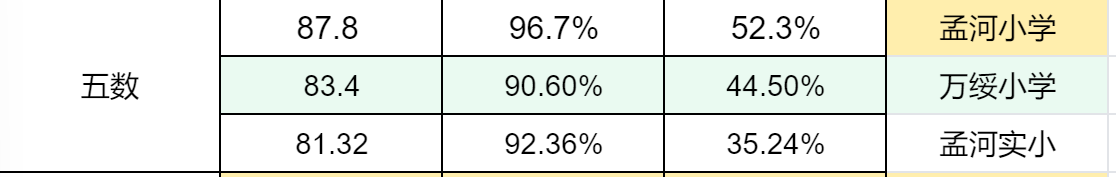 87.8 96.7% 52.3% 孟河小学
五数 83.4 90.60% 44.50% 万绥小学
81.32 92.36% 35.24% 孟河实小